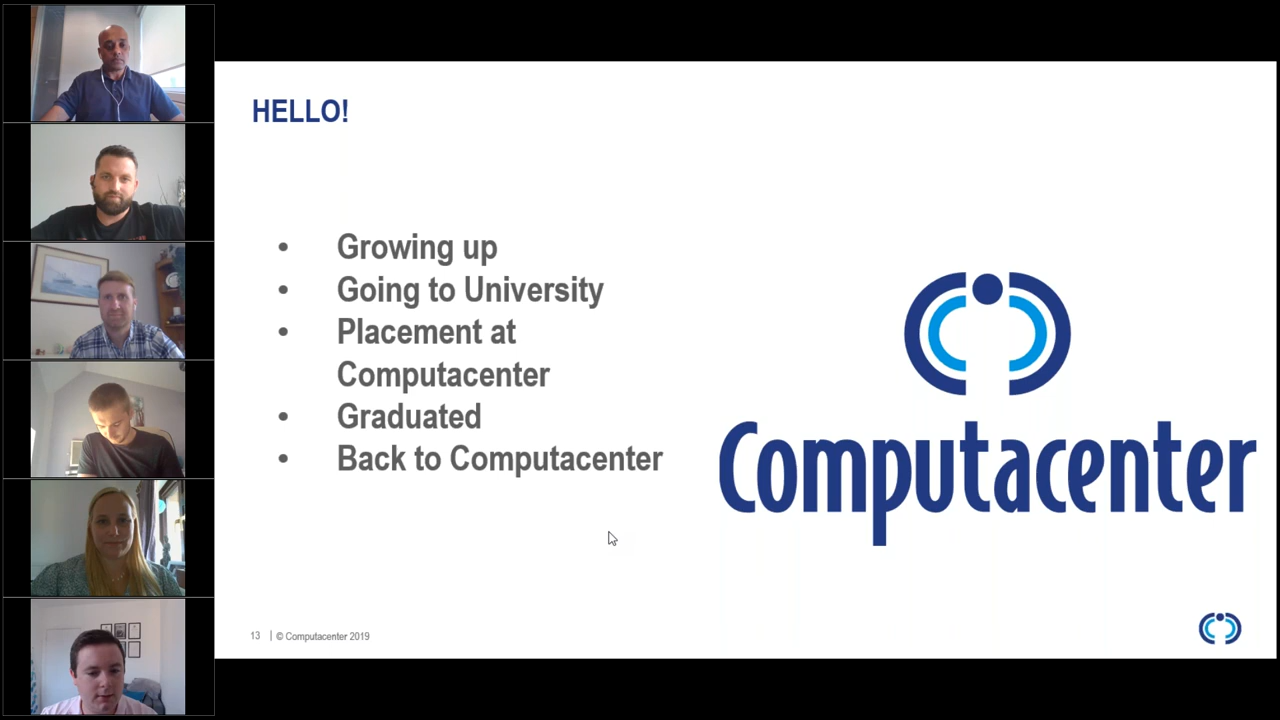 HELLO!
• Growing up
• Going to University
• Placement at
Computacenter
• Graduated
• Back to Computacenter
Computacenter
13 | © Computacenter 2019